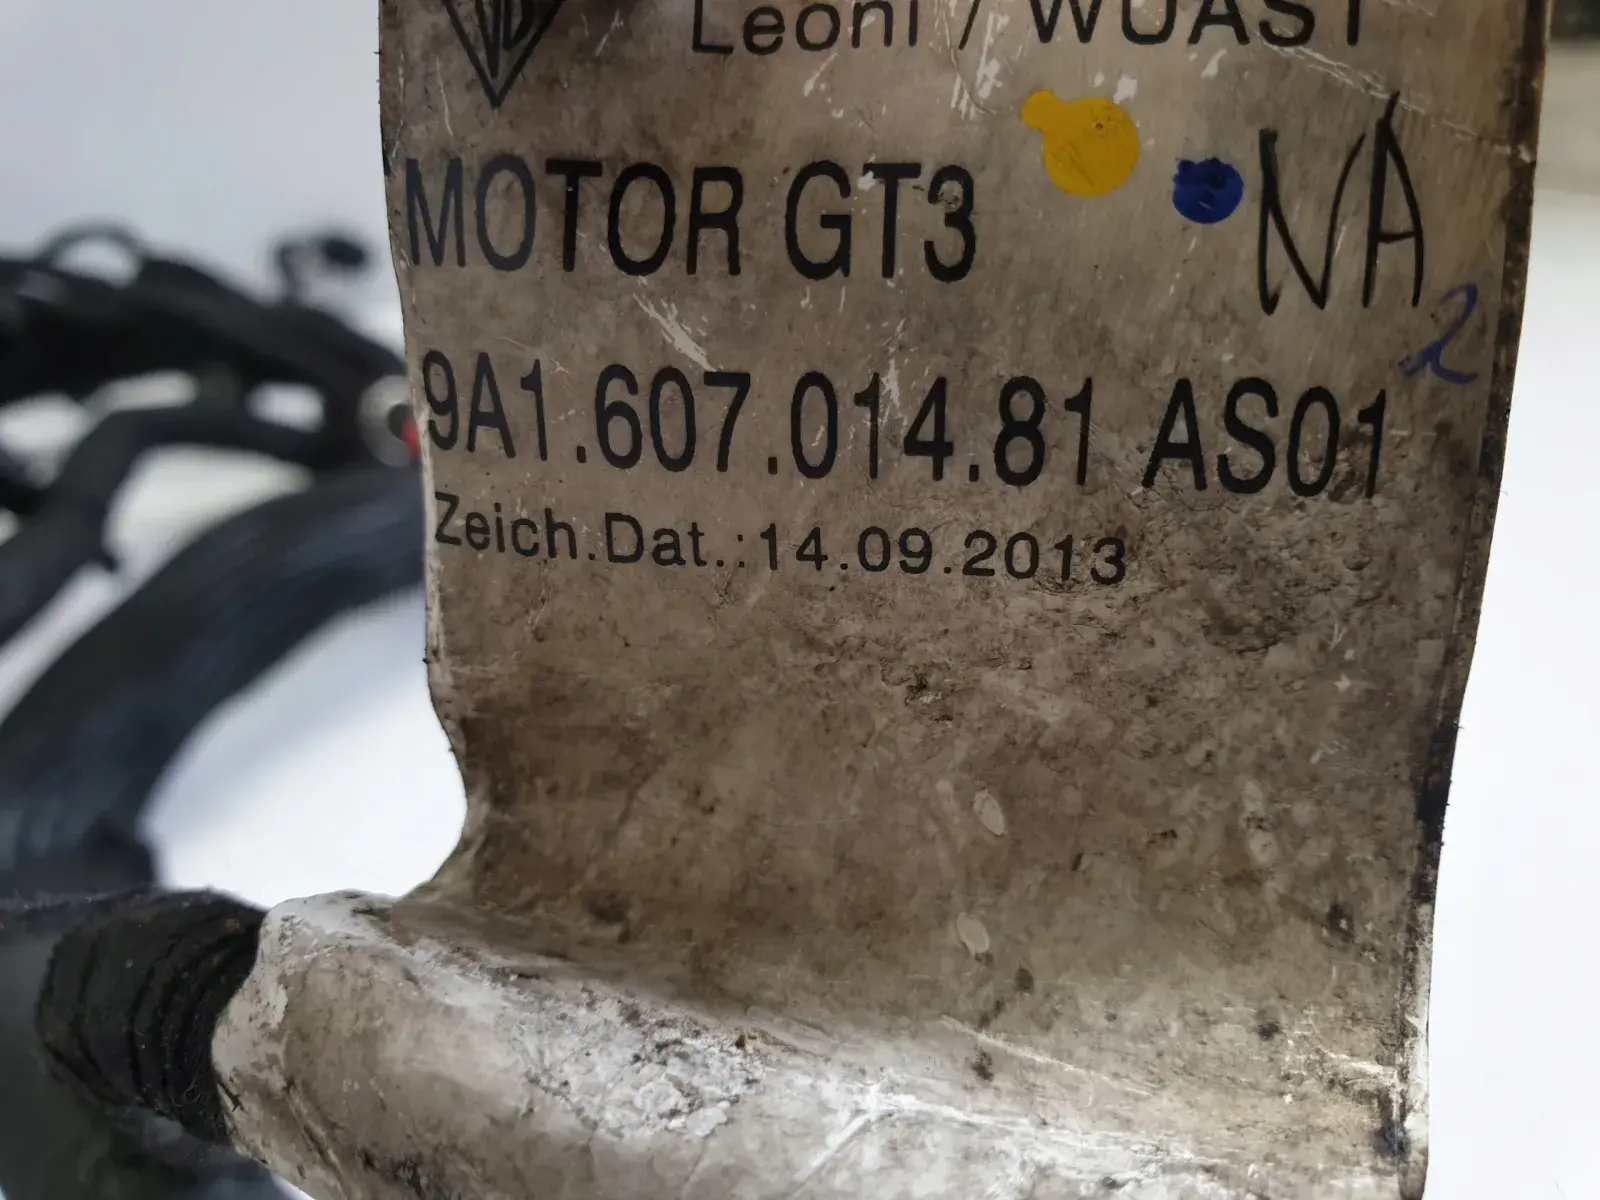 Leoni / WUAST
MOTOR GT3
NA
2
9A1.607.014.81 AS01
Zeich.Dat.:14.09.2013